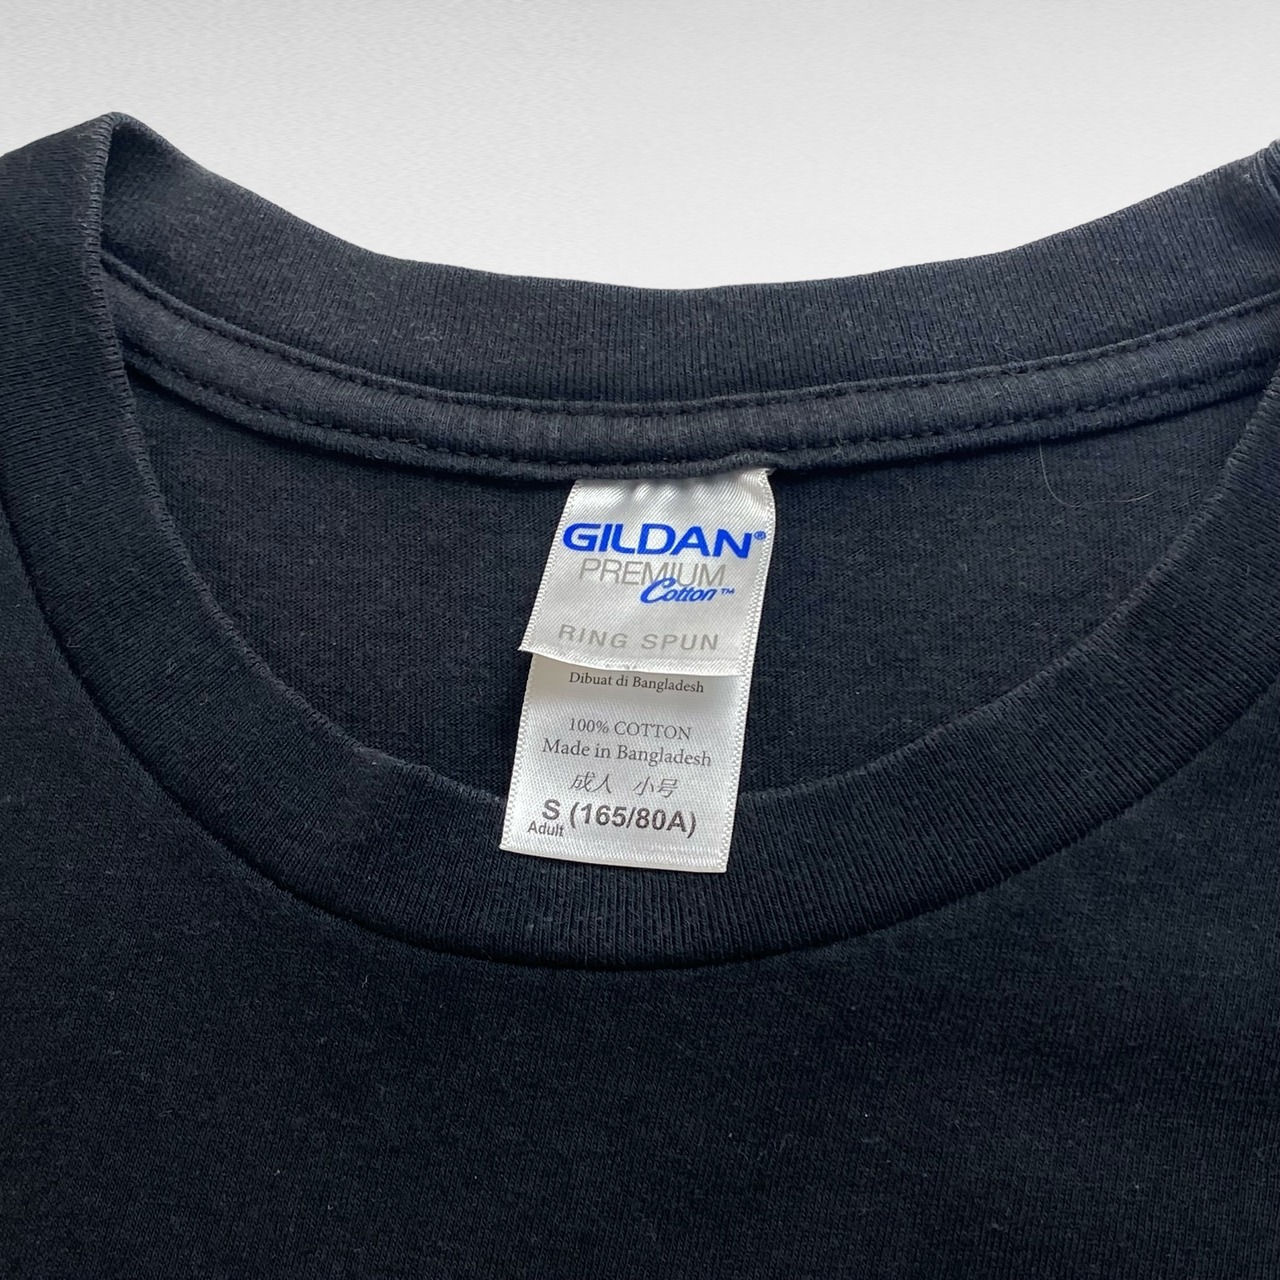 GILDAN®
PREMIUM
Cotton™
RING SPUN
Dibuat di Bangladesh
100% COTTON
Made in Bangladesh
成人 小号
S (165/80A)
Adult